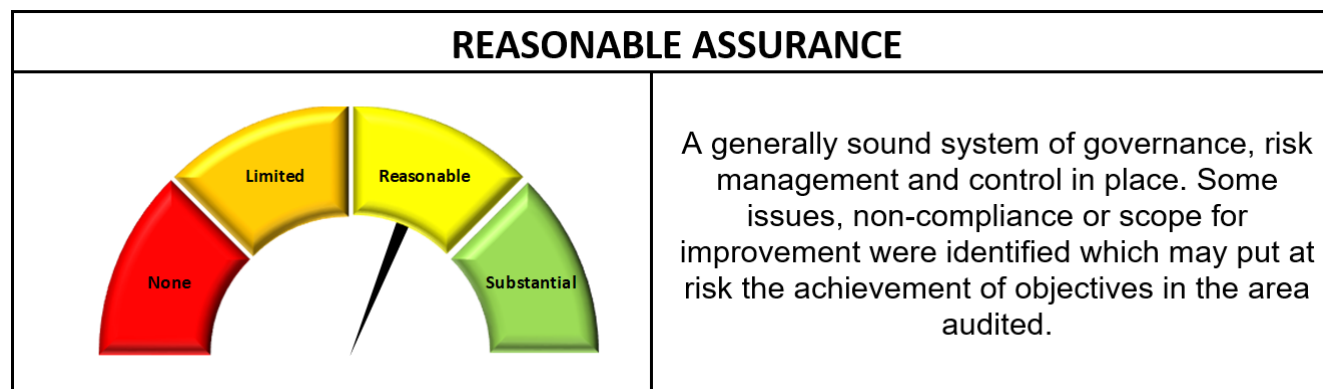 REASONABLE ASSURANCE
Limited
Reasonable
None
Substantial
A generally sound system of governance, risk
management and control in place. Some
issues, non-compliance or scope for
improvement were identified which may put at
risk the achievement of objectives in the area
audited.